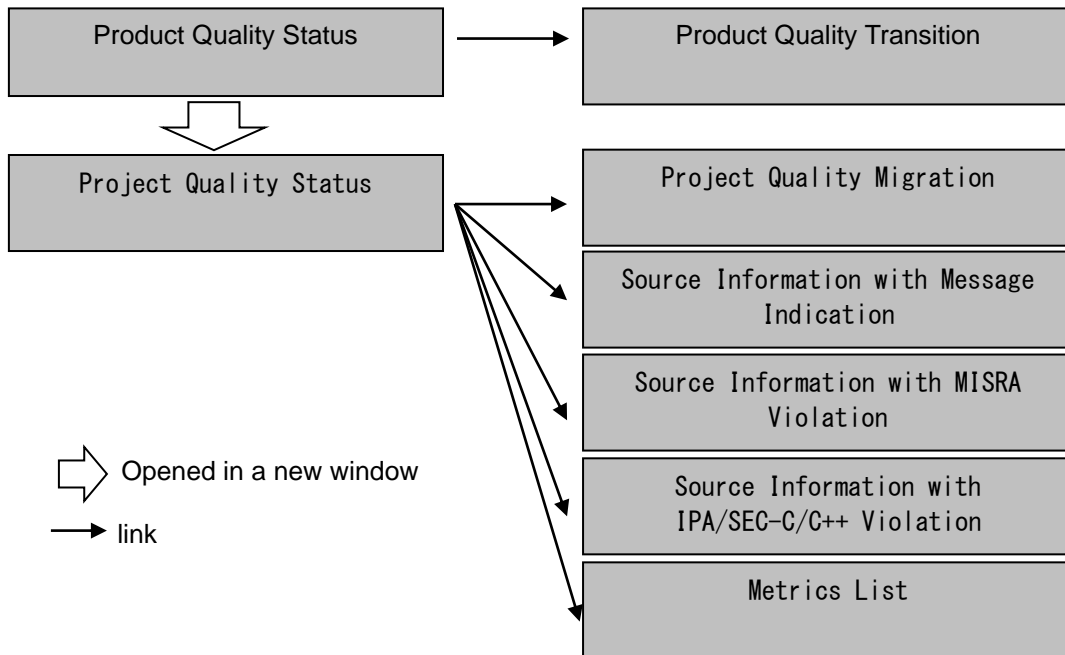 Product Quality Status
Product Quality Transition
Project Quality Status
Project Quality Migration
Source Information with Message
Indication
Source Information with MISRA
Violation
Source Information with
IPA/SEC-C/C++ Violation
Metrics List
Opened in a new window
link